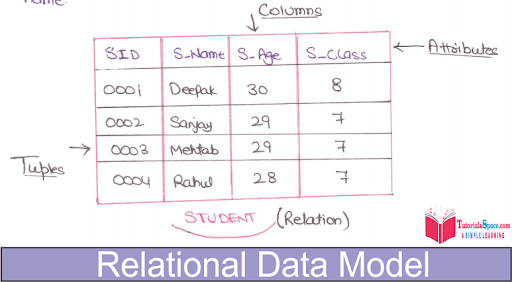 name
Columns
SID S_Name S_Age S_Class
Attributes
0001 Deepak 30 8
0002 Sanjay 29 7
0003 Mehtab 29 7
Tuples
0004 Rahul 28 7
STUDENT (Relation)
TutorialsSpace.com
A SIMPLE LEARNING
Relational Data Model